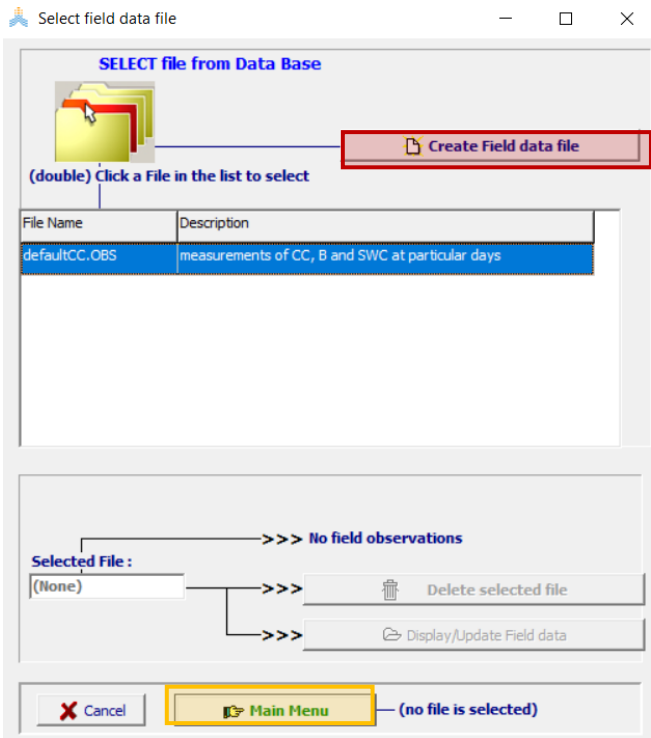 Select field data file
SELECT file from Data Base
Create Field data file
(double) Click a File in the list to select
File Name Description
defaultCC.OBS measurements of CC, B and SWC at particular days
>>> No field observations
Selected File :
(None) >>> Delete selected file
>>> Display/Update Field data
Cancel Main Menu (no file is selected)